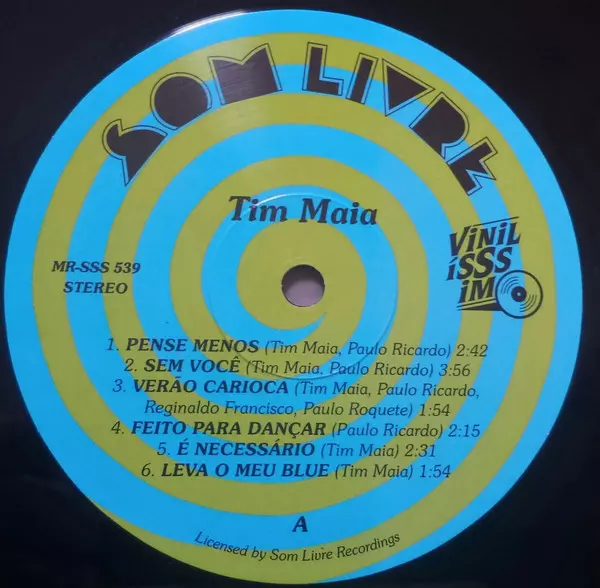 SOM LIVRE
Tim Maia
MR-SSS 539
STEREO
ViNiL
íSSS
iMO
1. PENSE MENOS (Tim Maia, Paulo Ricardo) 2:42
2. SEM VOCÊ (Tim Maia, Paulo Ricardo) 3:56
3. VERÃO CARIOCA (Tim Maia, Paulo Ricardo,
Reginaldo Francisco, Paulo Roquete) 1:54
4. FEITO PARA DANÇAR (Paulo Ricardo) 2:15
5. É NECESSÁRIO (Tim Maia) 2:31
6. LEVA O MEU BLUE (Tim Maia) 1:54
A
Licensed by Som Livre Recordings